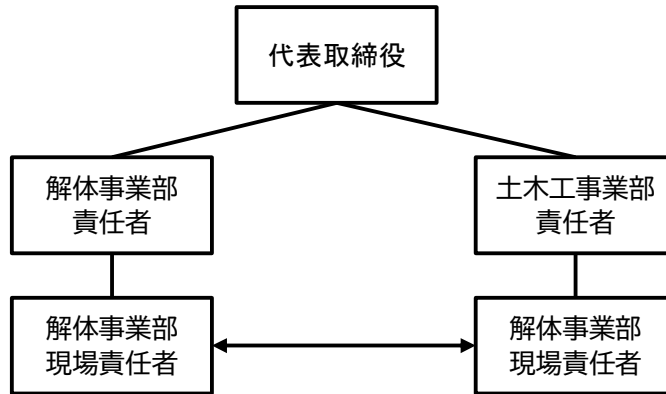 代表取締役
解体事業部
責任者
土木工事業部
責任者
解体事業部
現場責任者
解体事業部
現場責任者